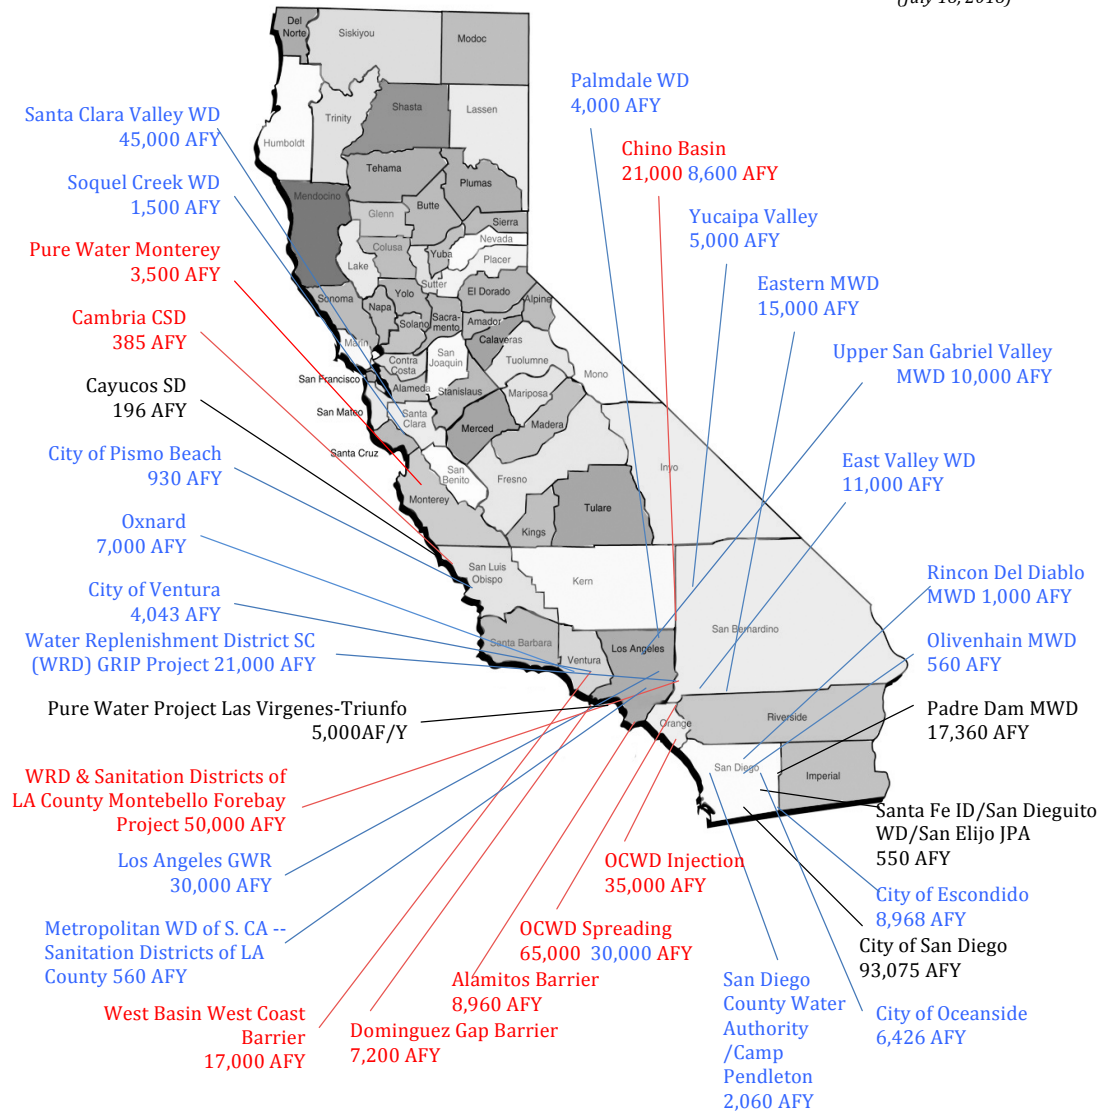 (July 18, 2018)
Del
Norte
Siskiyou
Modoc
Shasta
Lassen
Trinity
Humboldt
Tehama
Plumas
Mendocino
Butte
Glenn
Sierra
Nevada
Colusa
Yuba
Placer
Lake
Sutter
El Dorado
Sonoma
Napa
Yolo
Sacra-
mento
Alpine
Solano
Amador
Calaveras
Marin
San
Joaquin
Tuolumne
Contra
Costa
San Francisco
Alameda
Stanislaus
Mariposa
Mono
San Mateo
Santa
Clara
Merced
Madera
Santa Cruz
San
Benito
Fresno
Inyo
Monterey
Tulare
Kings
San Luis
Obispo
Kern
San Bernardino
Santa Barbara
Ventura
Los Angeles
Orange
Riverside
San Diego
Imperial
Santa Clara Valley WD
45,000 AFY
Soquel Creek WD
1,500 AFY
Pure Water Monterey
3,500 AFY
Cambria CSD
385 AFY
Cayucos SD
196 AFY
City of Pismo Beach
930 AFY
Oxnard
7,000 AFY
City of Ventura
4,043 AFY
Water Replenishment District SC
(WRD) GRIP Project 21,000 AFY
Pure Water Project Las Virgenes-Triunfo
5,000AF/Y
WRD & Sanitation Districts of
LA County Montebello Forebay
Project 50,000 AFY
Los Angeles GWR
30,000 AFY
Metropolitan WD of S. CA --
Sanitation Districts of LA
County 560 AFY
West Basin West Coast
Barrier
17,000 AFY
Dominguez Gap Barrier
7,200 AFY
Alamitos Barrier
8,960 AFY
OCWD Spreading
65,000 30,000 AFY
OCWD Injection
35,000 AFY
Palmdale WD
4,000 AFY
Chino Basin
21,000 8,600 AFY
Yucaipa Valley
5,000 AFY
Eastern MWD
15,000 AFY
Upper San Gabriel Valley
MWD 10,000 AFY
East Valley WD
11,000 AFY
Rincon Del Diablo
MWD 1,000 AFY
Olivenhain MWD
560 AFY
Padre Dam MWD
17,360 AFY
Santa Fe ID/San Dieguito
WD/San Elijo JPA
550 AFY
City of Escondido
8,968 AFY
City of San Diego
93,075 AFY
City of Oceanside
6,426 AFY
San Diego
County Water
Authority
/Camp
Pendleton
2,060 AFY